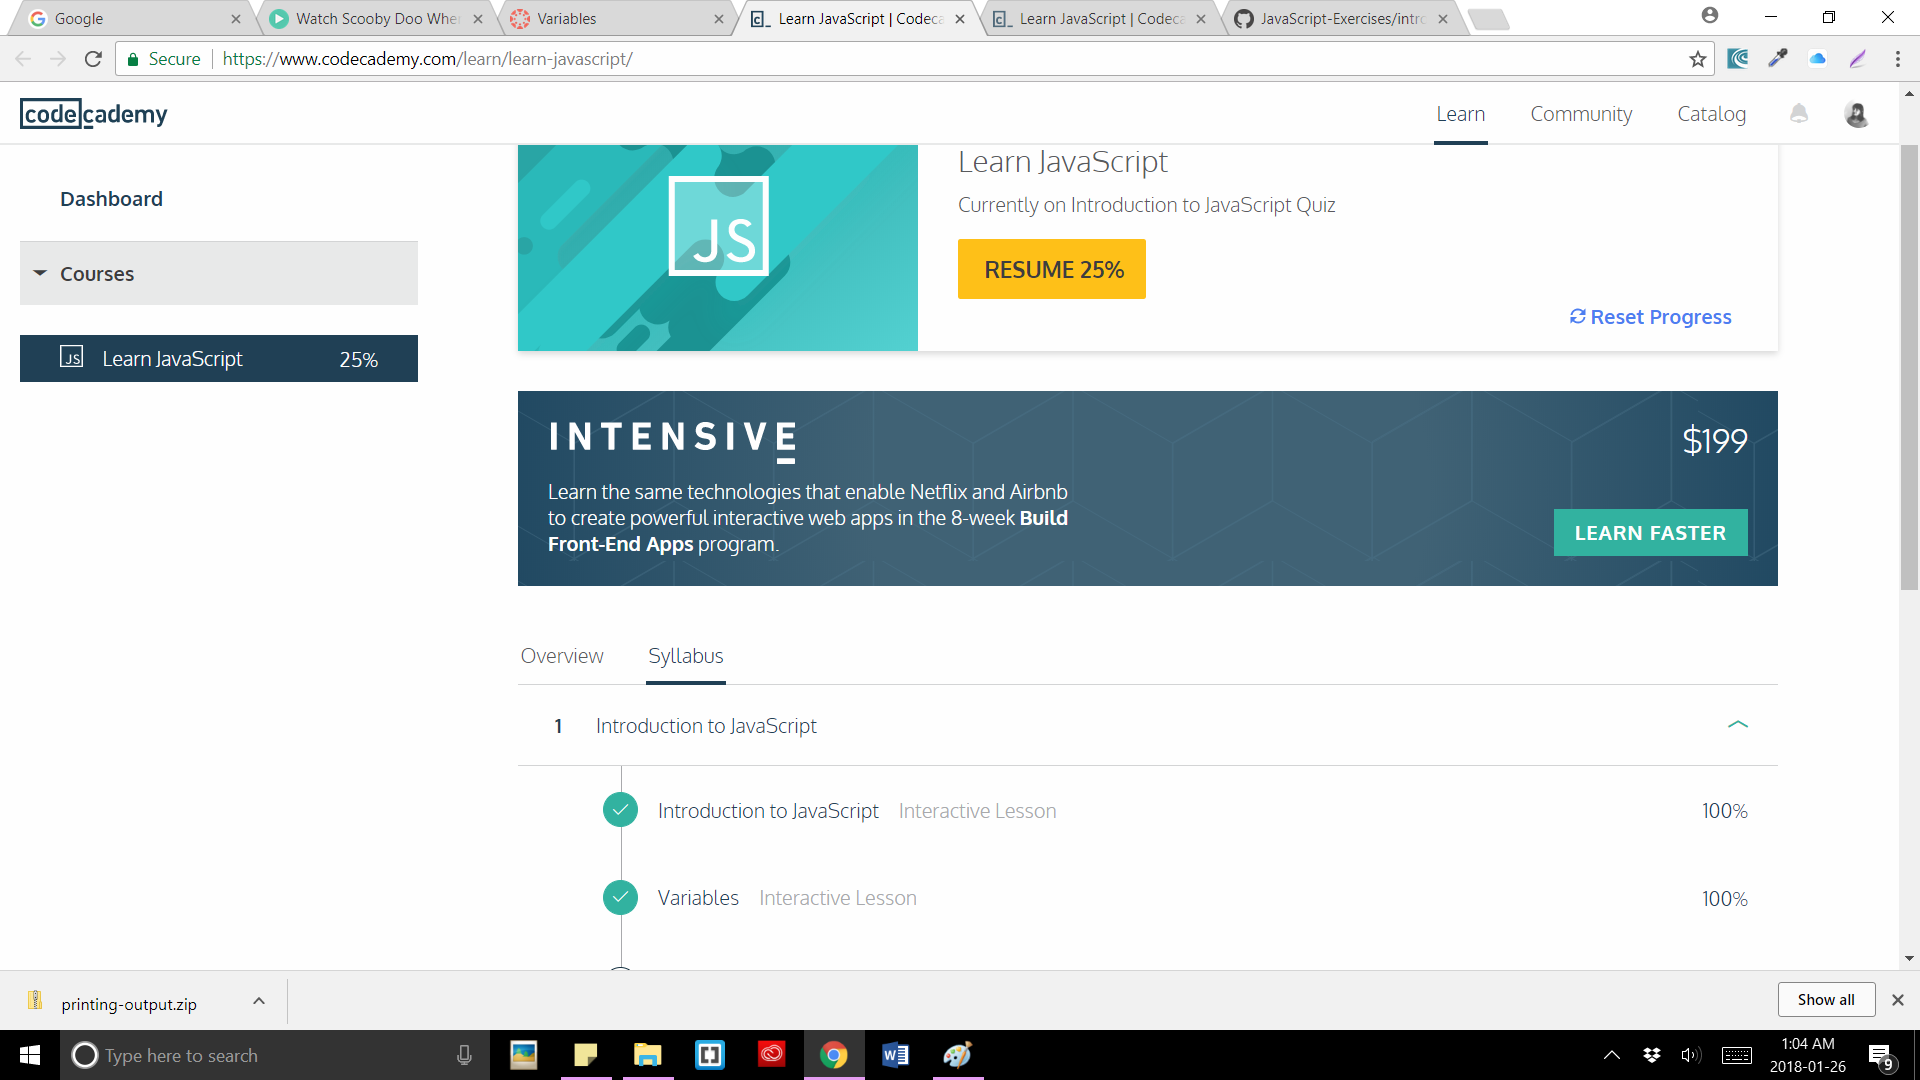 Google
Watch Scooby Doo Whe
Variables
Learn JavaScript | Codeca
Learn JavaScript | Codeca
JavaScript-Exercises/intro
Secure
https://www.codecademy.com/learn/learn-javascript/
codecademy
Learn
Community
Catalog
Dashboard
Courses
JS
Learn JavaScript
25%
JS
Learn JavaScript
Currently on Introduction to JavaScript Quiz
RESUME 25%
Reset Progress
INTENSIVE
$199
Learn the same technologies that enable Netflix and Airbnb
to create powerful interactive web apps in the 8-week Build
Front-End Apps program.
LEARN FASTER
Overview
Syllabus
1 Introduction to JavaScript
Introduction to JavaScript Interactive Lesson 100%
Variables Interactive Lesson 100%
printing-output.zip
Show all
Type here to search
1:04 AM
2018-01-26
9